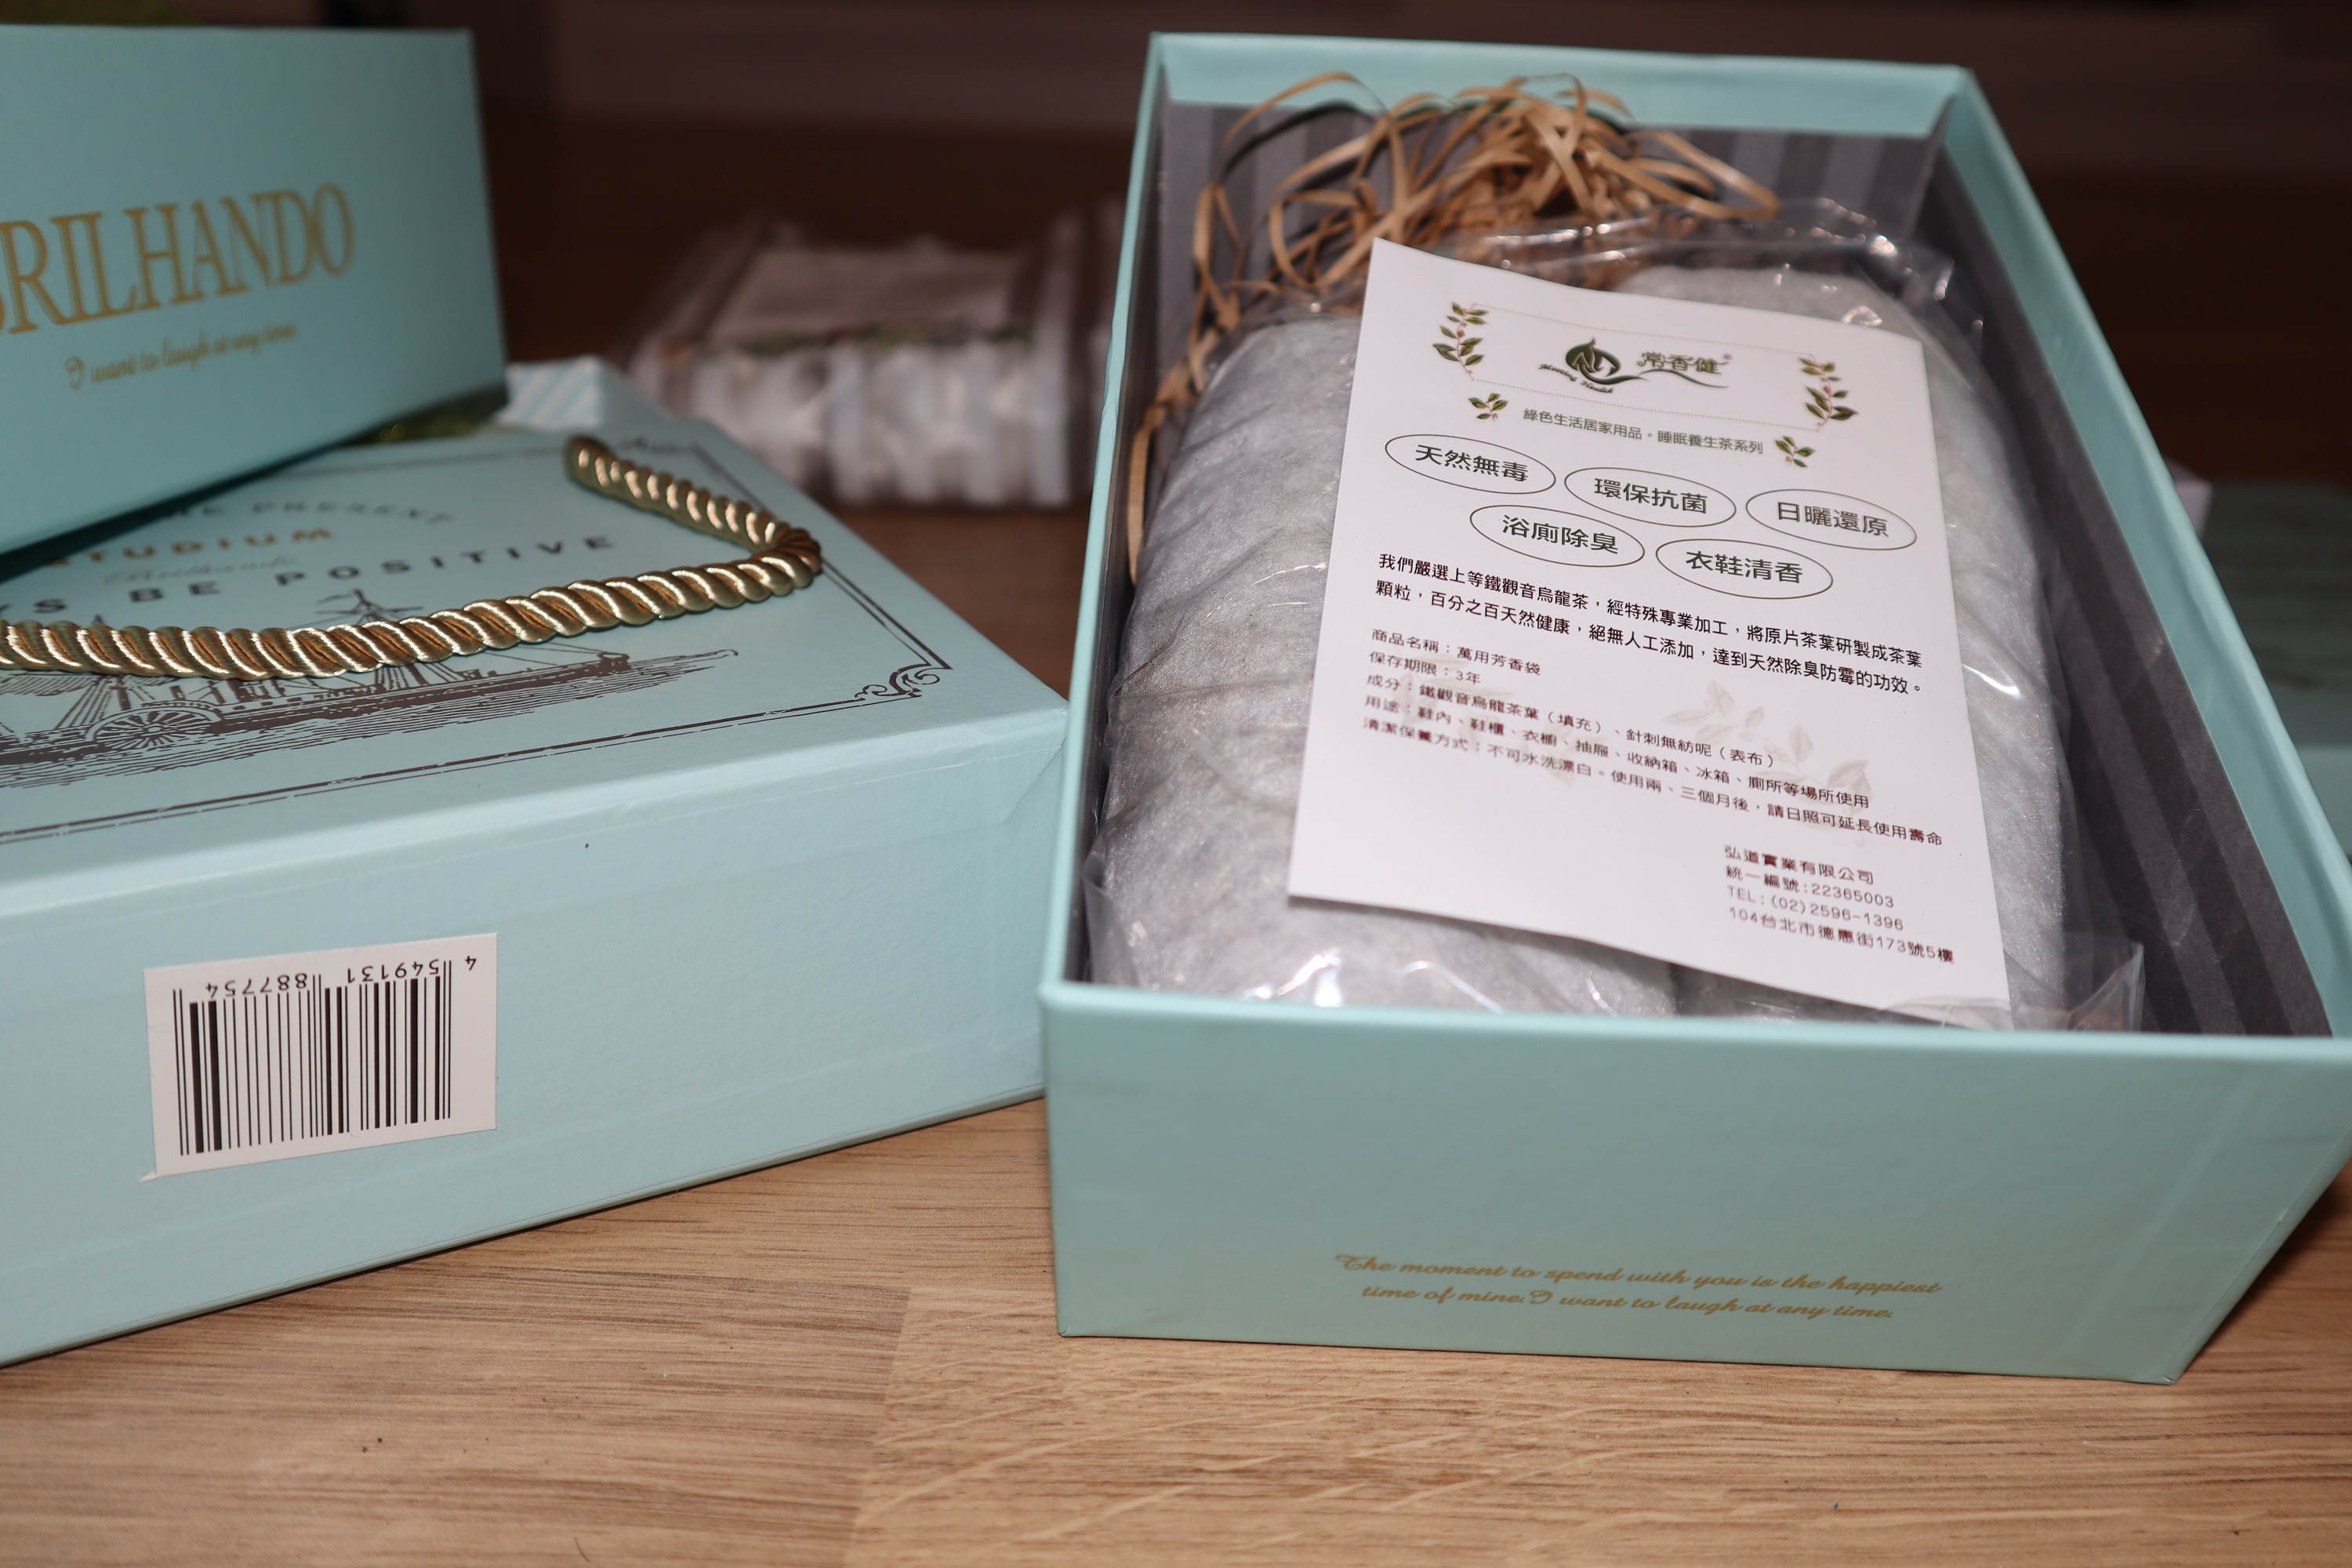 BRILHANDO
I want to laugh at any time.
PRESENT
STUDIUM
BE POSITIVE
4 549131 887754
常香健®
綠色生活居家用品。睡眠養生茶系列
天然無毒
環保抗菌
日曬還原
浴廁除臭
衣鞋清香
我們嚴選上等鐵觀音烏龍茶，經特殊專業加工，將原片茶葉研製成茶葉
顆粒，百分之百天然健康，絕無人工添加，達到天然除臭防霉的功效。
商品名稱：萬用芳香袋
保存期限：3年
成分：鐵觀音烏龍茶葉（填充）、針刺無紡呢（表布）
用途：鞋內、鞋櫃、衣櫥、抽屜、收納箱、冰箱、廁所等場所使用
清潔保養方式：不可水洗漂白。使用兩、三個月後，請日照可延長使用壽命
弘道實業有限公司
統一編號:22365003
TEL:(02)2596-1396
104台北市德惠街173號5樓
The moment to spend with you is the happiest
time of mine.I want to laugh at any time.